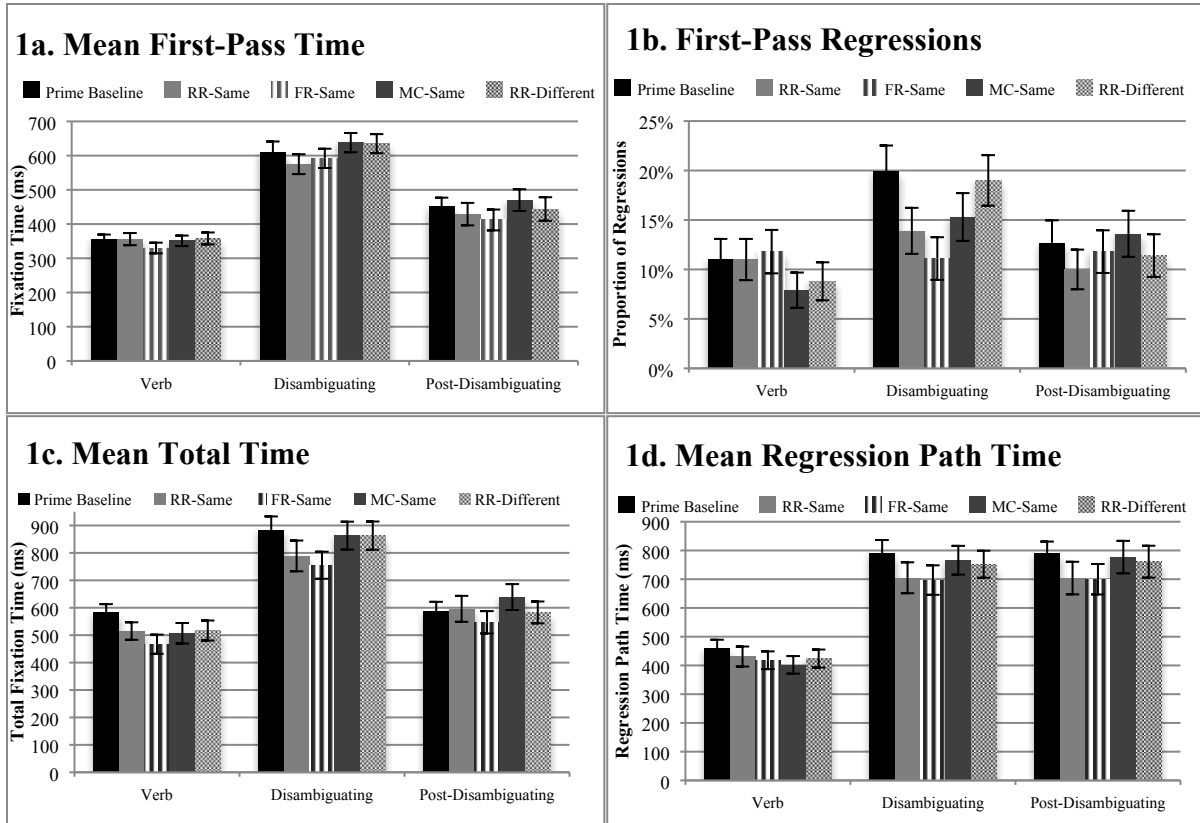 1a. Mean First-Pass Time
Prime Baseline RR-Same FR-Same MC-Same RR-Different
Fixation Time (ms)
700
600
500
400
300
200
100
0
Verb Disambiguating Post-Disambiguating
1b. First-Pass Regressions
Prime Baseline RR-Same FR-Same MC-Same RR-Different
Proportion of Regressions
25%
20%
15%
10%
5%
0%
Verb Disambiguating Post-Disambiguating
1c. Mean Total Time
Prime Baseline RR-Same FR-Same MC-Same RR-Different
Total Fixation Time (ms)
900
800
700
600
500
400
300
200
100
0
Verb Disambiguating Post-Disambiguating
1d. Mean Regression Path Time
Prime Baseline RR-Same FR-Same MC-Same RR-Different
Regression Path Time (ms)
900
800
700
600
500
400
300
200
100
0
Verb Disambiguating Post-Disambiguating